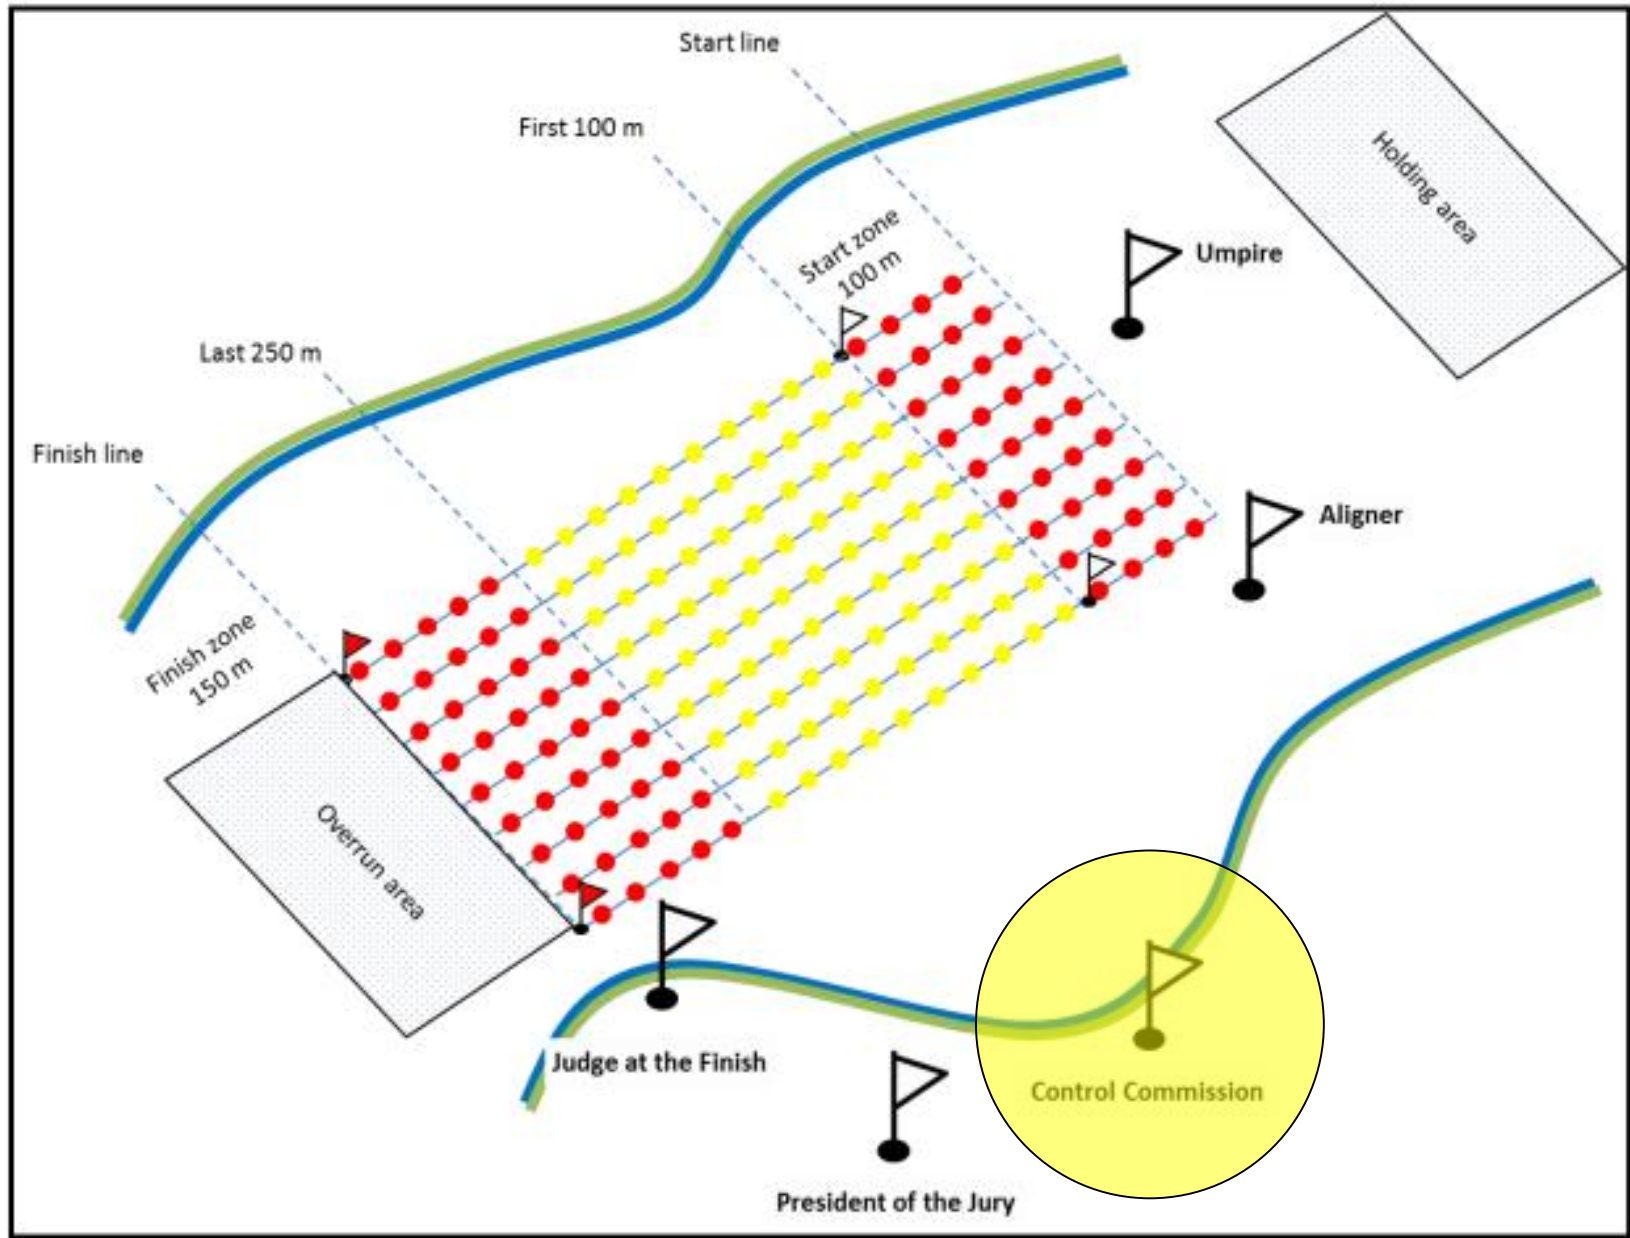 Start line
First 100 m
Holding area
Start zone
100 m
Umpire
Last 250 m
Finish line
Aligner
Finish zone
150 m
Overrun area
Judge at the Finish
Control Commission
President of the Jury